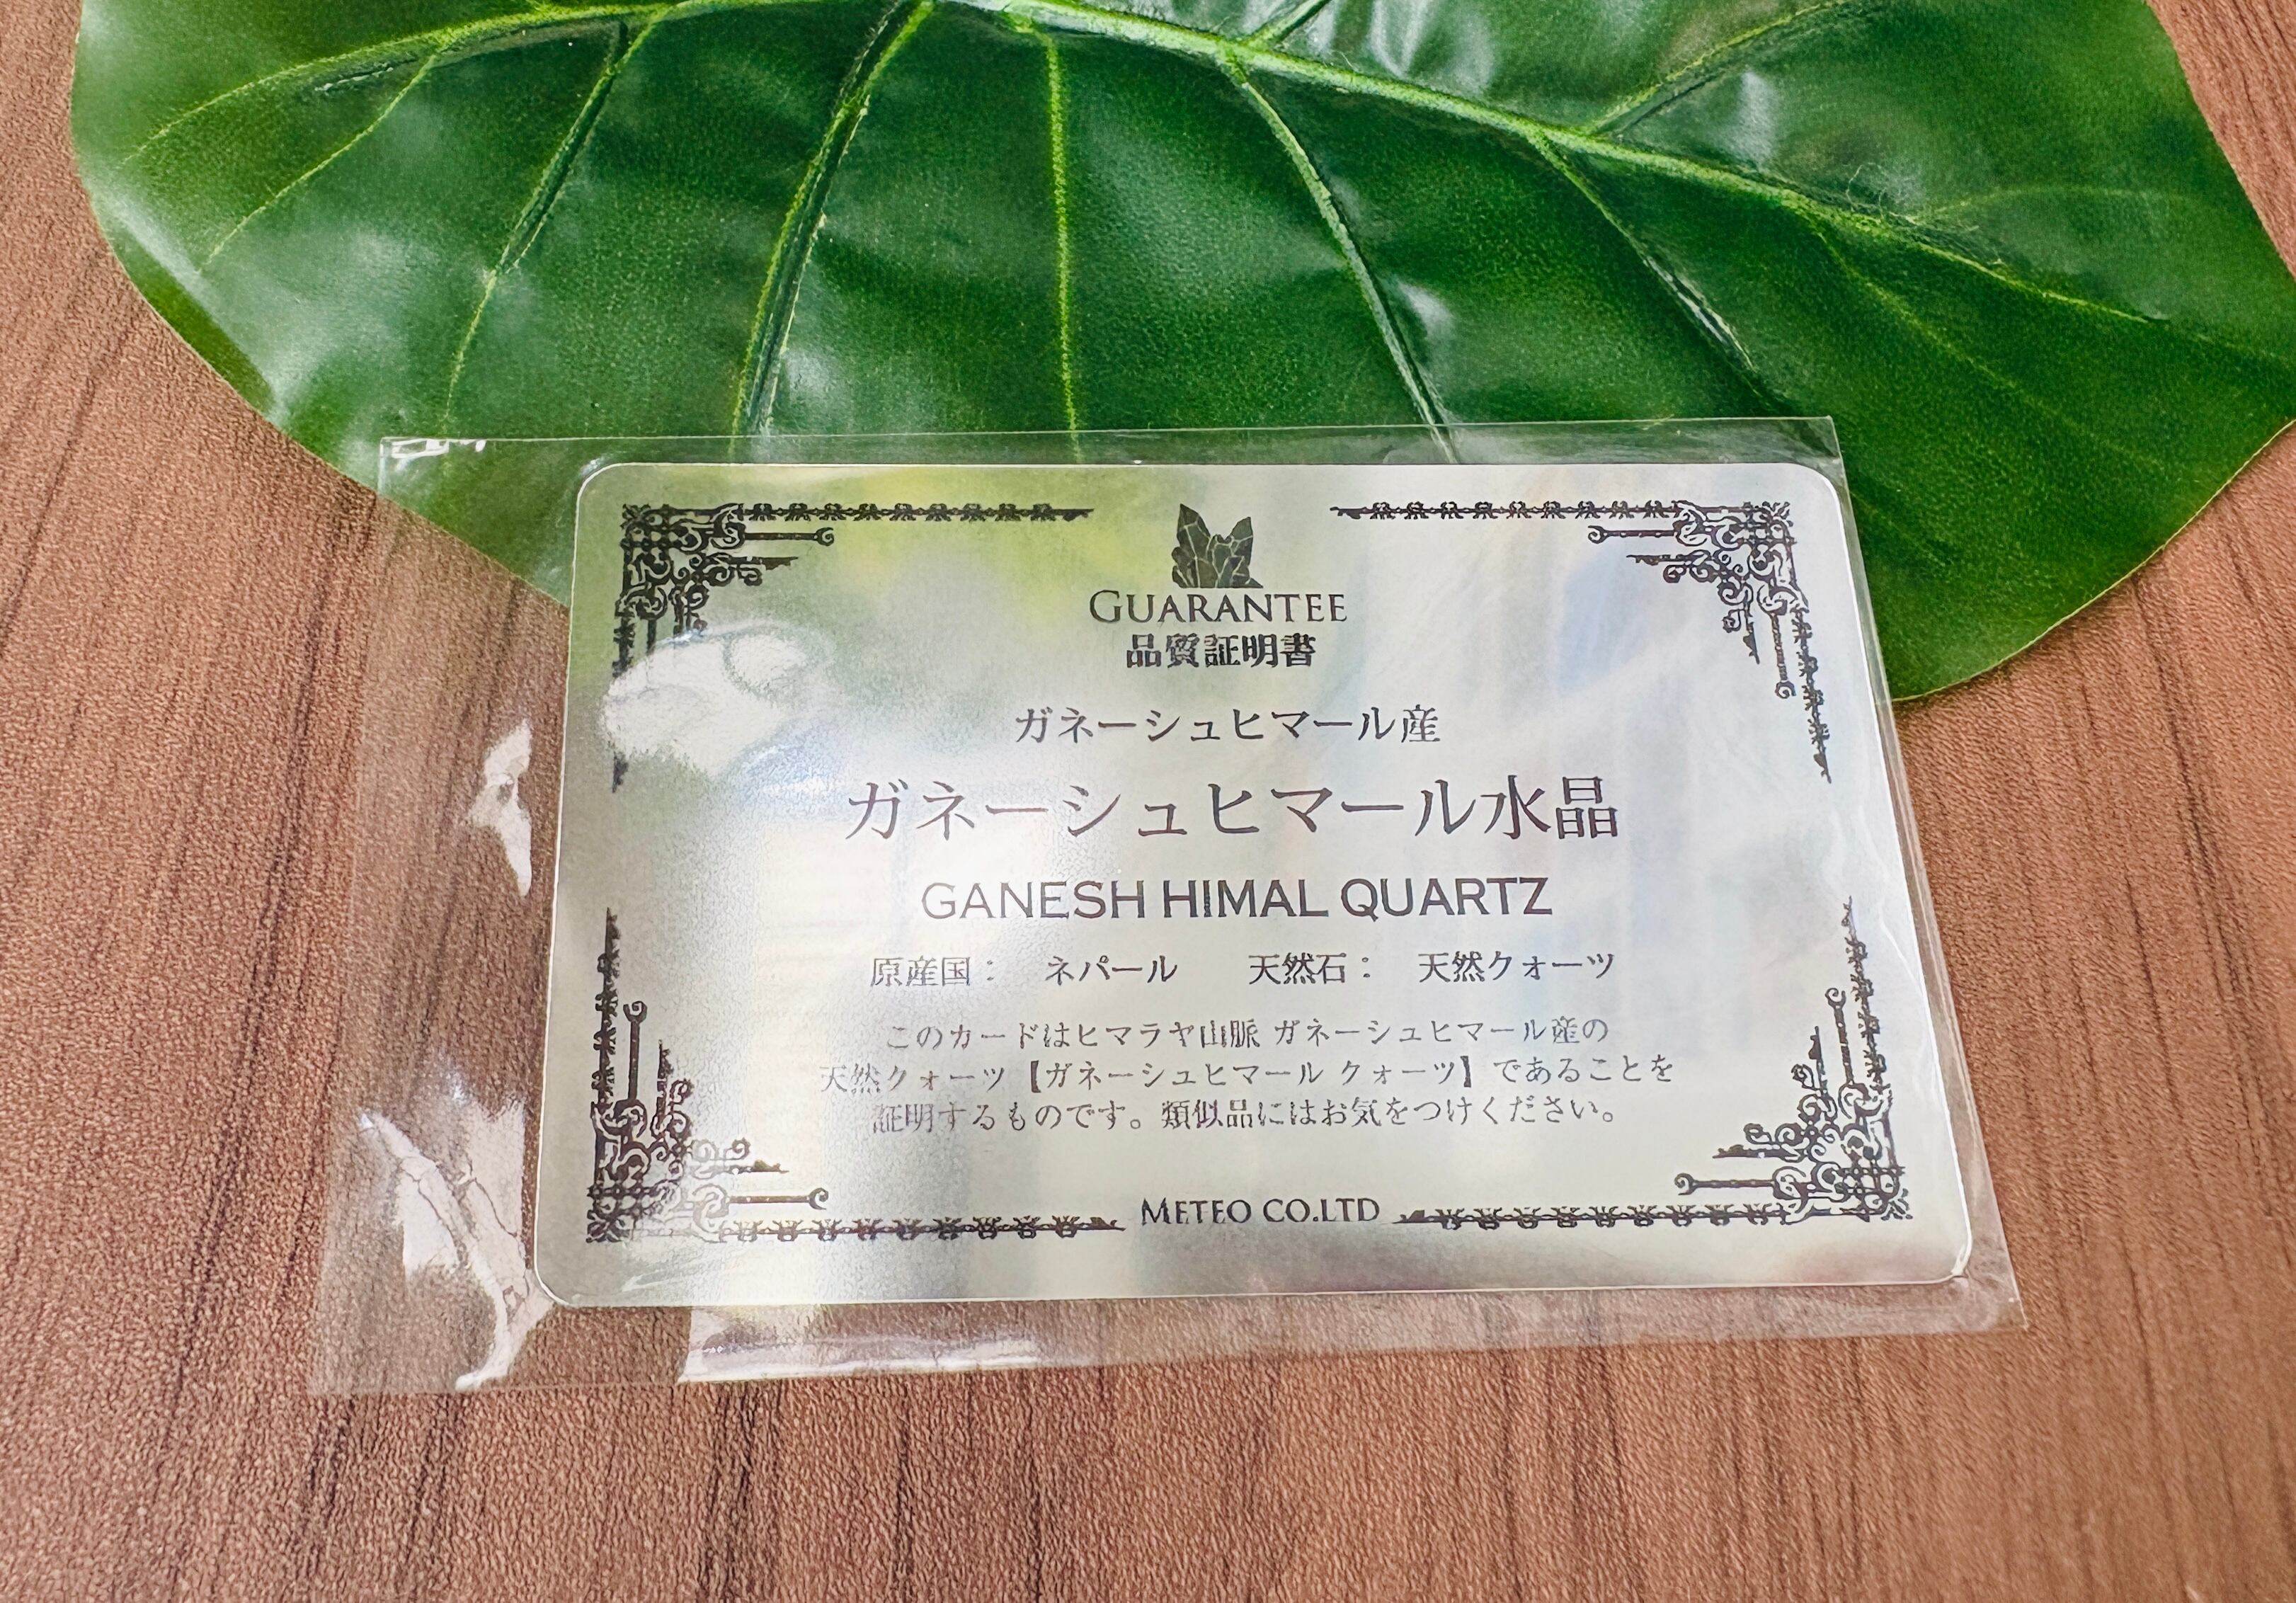 GUARANTEE
品質証明書
ガネーシュヒマール産
ガネーシュヒマール水晶
GANESH HIMAL QUARTZ
原産国： ネパール 天然石： 天然クォーツ
このカードはヒマラヤ山脈 ガネーシュヒマール産の
天然クォーツ【ガネーシュヒマール クォーツ】であることを
証明するものです。類似品にはお気をつけください。
METEO CO.LTD